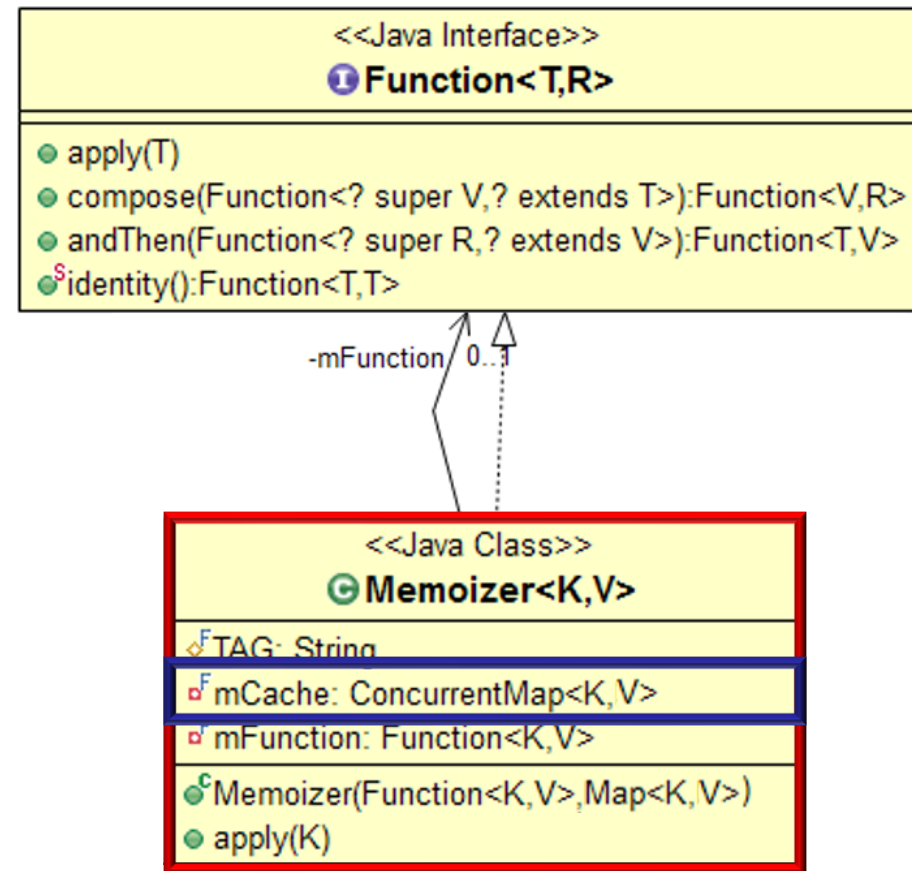 <<Java Interface>>
I Function<T,R>
apply(T)
compose(Function<? super V,? extends T>):Function<V,R>
andThen(Function<? super R,? extends V>):Function<T,V>
S identity():Function<T,T>
-mFunction 0..1
<<Java Class>>
C Memoizer<K,V>
F TAG: String
F mCache: ConcurrentMap<K,V>
F mFunction: Function<K,V>
C Memoizer(Function<K,V>,Map<K,V>)
apply(K)